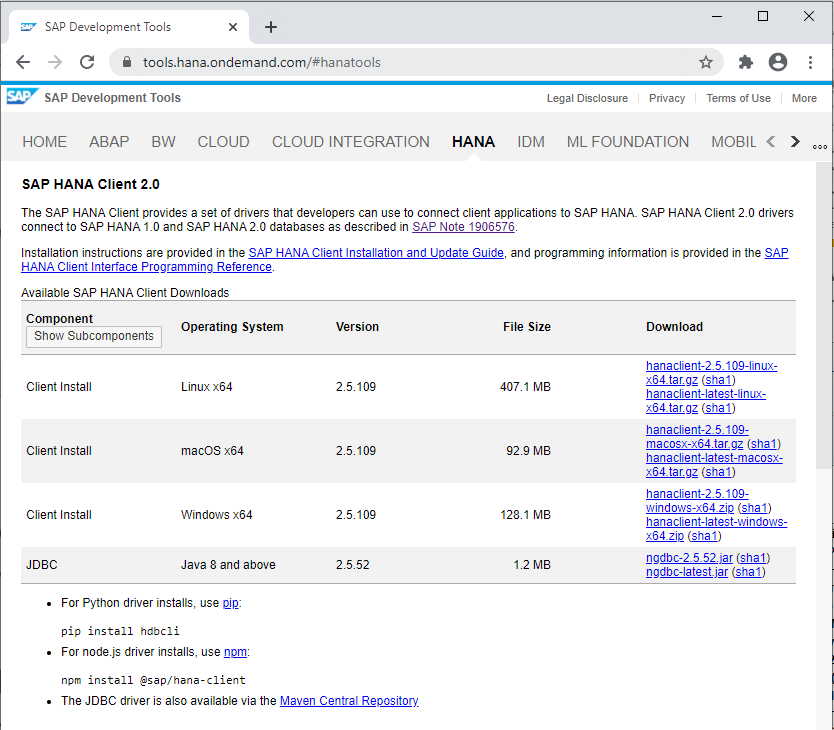 SAP SAP Development Tools
tools.hana.ondemand.com/#hanatools
SAP SAP Development Tools Legal Disclosure Privacy Terms of Use More
HOME ABAP BW CLOUD CLOUD INTEGRATION HANA IDM ML FOUNDATION MOBIL
SAP HANA Client 2.0
The SAP HANA Client provides a set of drivers that developers can use to connect client applications to SAP HANA. SAP HANA Client 2.0 drivers
connect to SAP HANA 1.0 and SAP HANA 2.0 databases as described in SAP Note 1906576.
Installation instructions are provided in the SAP HANA Client Installation and Update Guide, and programming information is provided in the SAP
HANA Client Interface Programming Reference.
Available SAP HANA Client Downloads
Component
Show Subcomponents
Operating System Version File Size Download
Client Install Linux x64 2.5.109 407.1 MB
hanaclient-2.5.109-linux-
x64.tar.gz (sha1)
hanaclient-latest-linux-
x64.tar.gz (sha1)
Client Install macOS x64 2.5.109 92.9 MB
hanaclient-2.5.109-
macosx-x64.tar.gz (sha1)
hanaclient-latest-macosx-
x64.tar.gz (sha1)
Client Install Windows x64 2.5.109 128.1 MB
hanaclient-2.5.109-
windows-x64.zip (sha1)
hanaclient-latest-windows-
x64.zip (sha1)
JDBC Java 8 and above 2.5.52 1.2 MB
ngdbc-2.5.52.jar (sha1)
ngdbc-latest.jar (sha1)
• For Python driver installs, use pip:
pip install hdbcli
• For node.js driver installs, use npm:
npm install @sap/hana-client
• The JDBC driver is also available via the Maven Central Repository